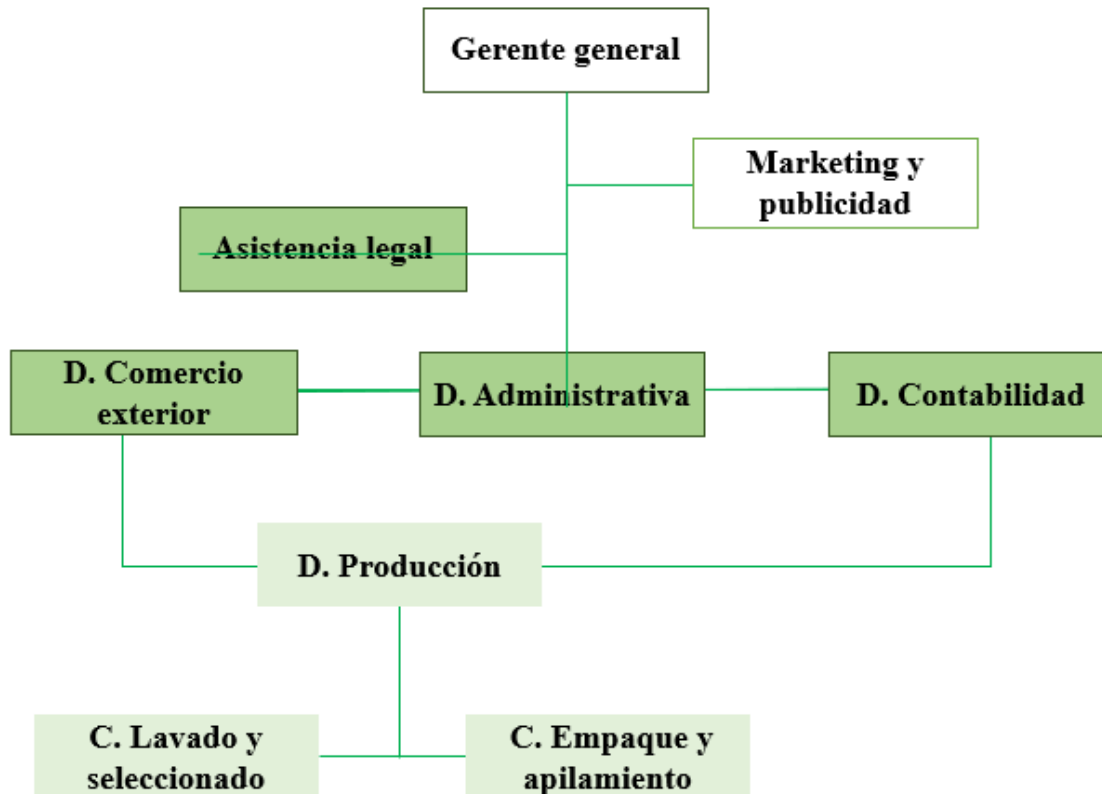 Gerente general
Marketing y
publicidad
Asistencia legal
D. Comercio
exterior
D. Administrativa
D. Contabilidad
D. Producción
C. Lavado y
seleccionado
C. Empaque y
apilamiento